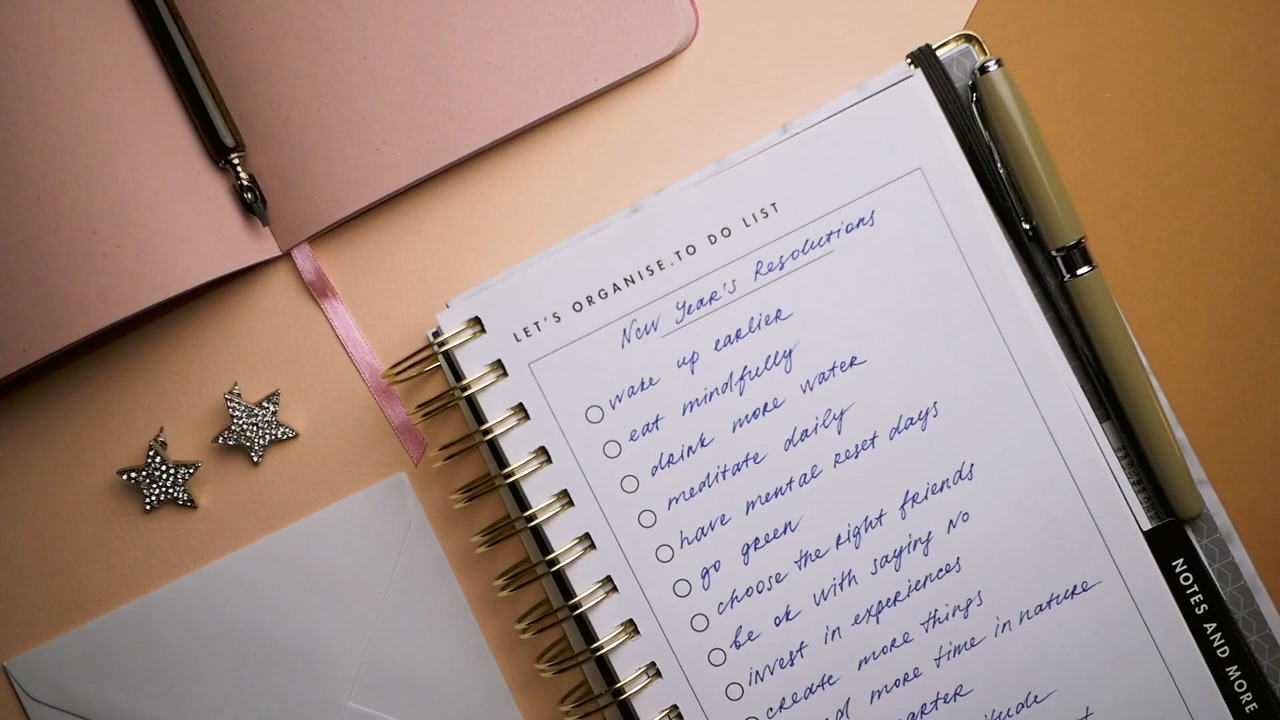 LET'S ORGANISE.TO DO LIST
New Year's Resolutions
wake up earlier
eat mindfully
drink more water
meditate daily
have mental reset days
go green
choose the right friends
be ok with saying NO
invest in experiences
create more things
more time in nature
NOTES AND MORE